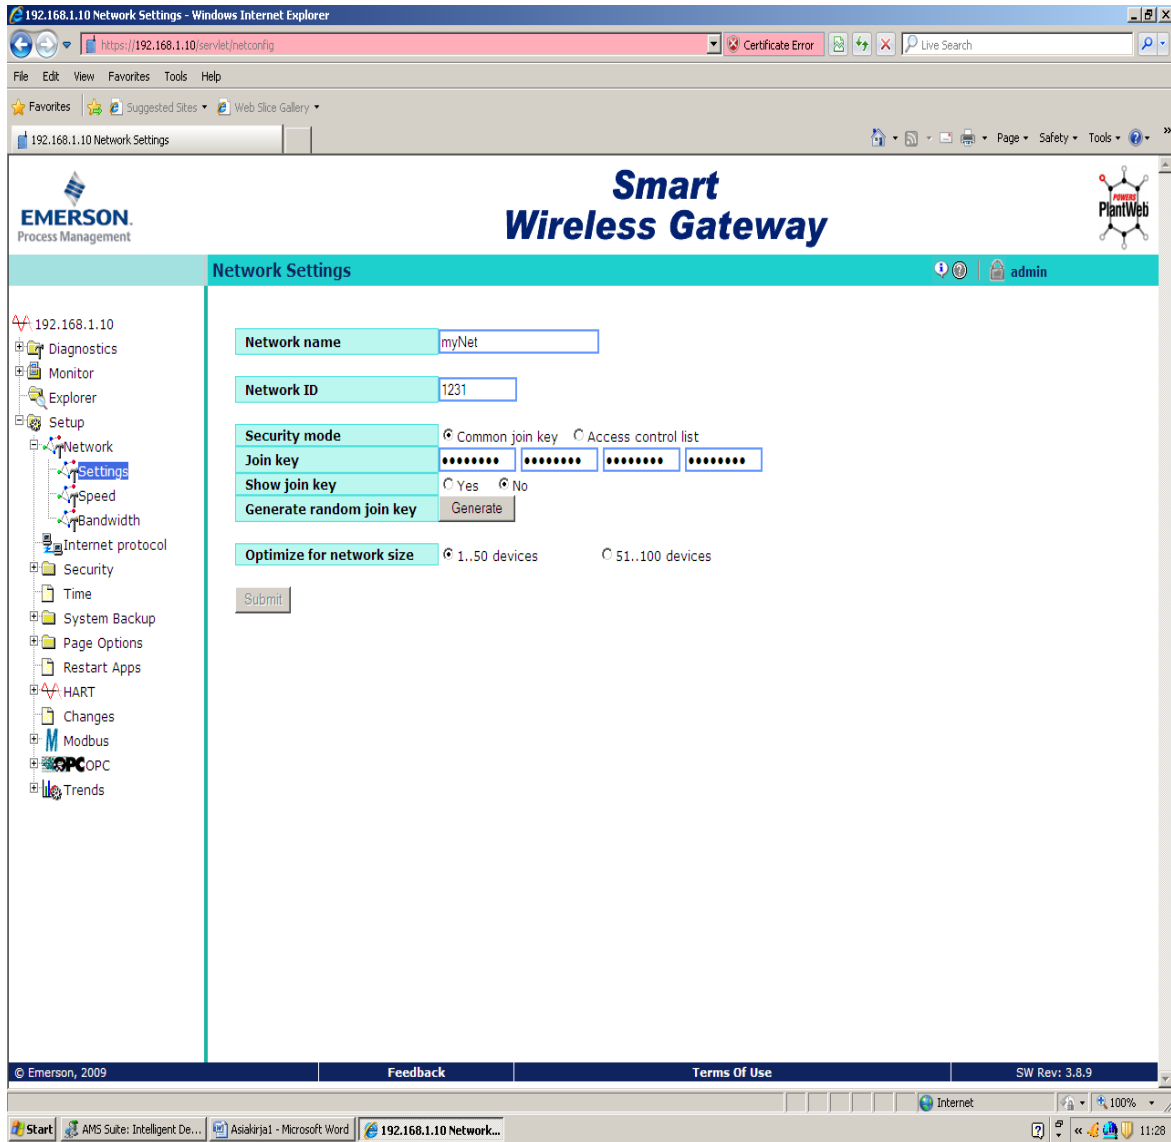 192.168.1.10 Network Settings - Windows Internet Explorer
https://192.168.1.10/servlet/netconfig
Certificate Error
Live Search
File Edit View Favorites Tools Help
Favorites Suggested Sites Web Slice Gallery
192.168.1.10 Network Settings
Page Safety Tools »
EMERSON.
Process Management
Smart
Wireless Gateway
POWERS
PlantWeb
Network Settings
admin
192.168.1.10
Diagnostics
Monitor
Explorer
Setup
Network
Settings
Speed
Bandwidth
Internet protocol
Security
Time
System Backup
Page Options
Restart Apps
HART
Changes
Modbus
OPC OPC
Trends
Network name myNet
Network ID 1231
Security mode Common join key Access control list
Join key •••••••• •••••••• •••••••• ••••••••
Show join key Yes No
Generate random join key Generate
Optimize for network size 1..50 devices 51..100 devices
Submit
© Emerson, 2009 Feedback Terms Of Use SW Rev: 3.8.9
Internet 100%
Start AMS Suite: Intelligent De... Asiakirja1 - Microsoft Word 192.168.1.10 Network... « 11:28